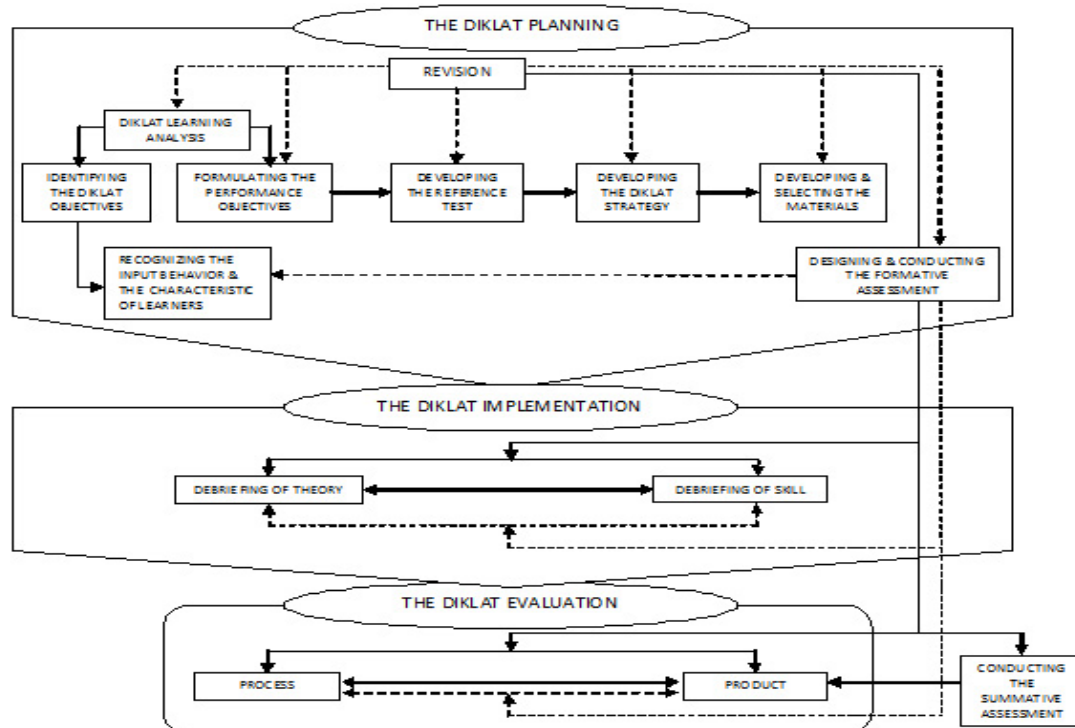 THE DIKLAT PLANNING
REVISION
DIKLAT LEARNING
ANALYSIS
IDENTIFYING
THE DIKLAT
OBJECTIVES
FORMULATING THE
PERFORMANCE
OBJECTIVES
DEVELOPING
THE REFERENCE
TEST
DEVELOPING
THE DIKLAT
STRATEGY
DEVELOPING &
SELECTING THE
MATERIALS
RECOGNIZING THE
INPUT BEHAVIOR &
THE CHARACTERISTIC
OF LEARNERS
DESIGNING & CONDUCTING
THE FORMATIVE
ASSESSMENT
THE DIKLAT IMPLEMENTATION
DEBRIEFING OF THEORY
DEBRIEFING OF SKILL
THE DIKLAT EVALUATION
PROCESS
PRODUCT
CONDUCTING
THE
SUMMATIVE
ASSESSMENT